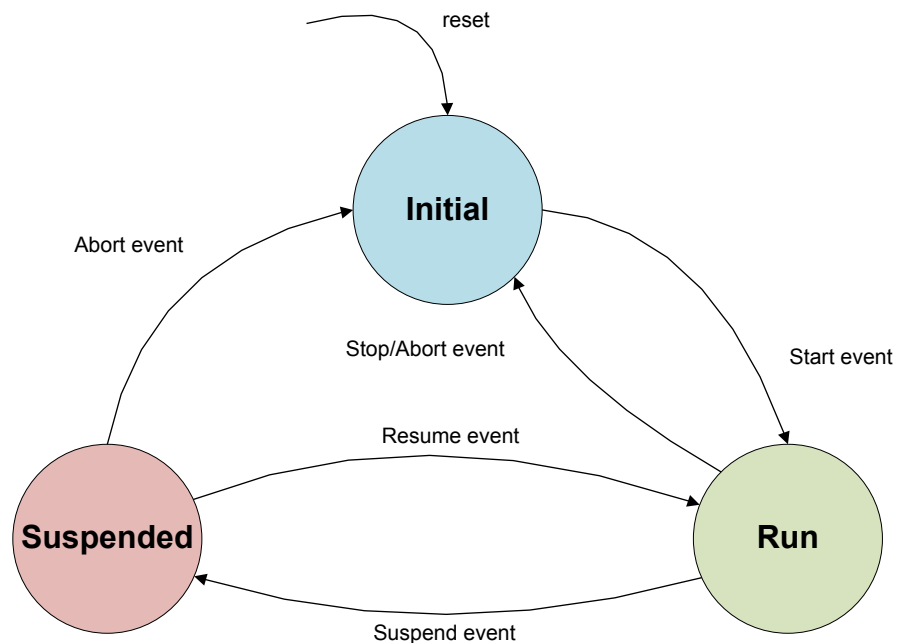 reset
Initial
Abort event
Stop/Abort event
Start event
Resume event
Suspended
Run
Suspend event